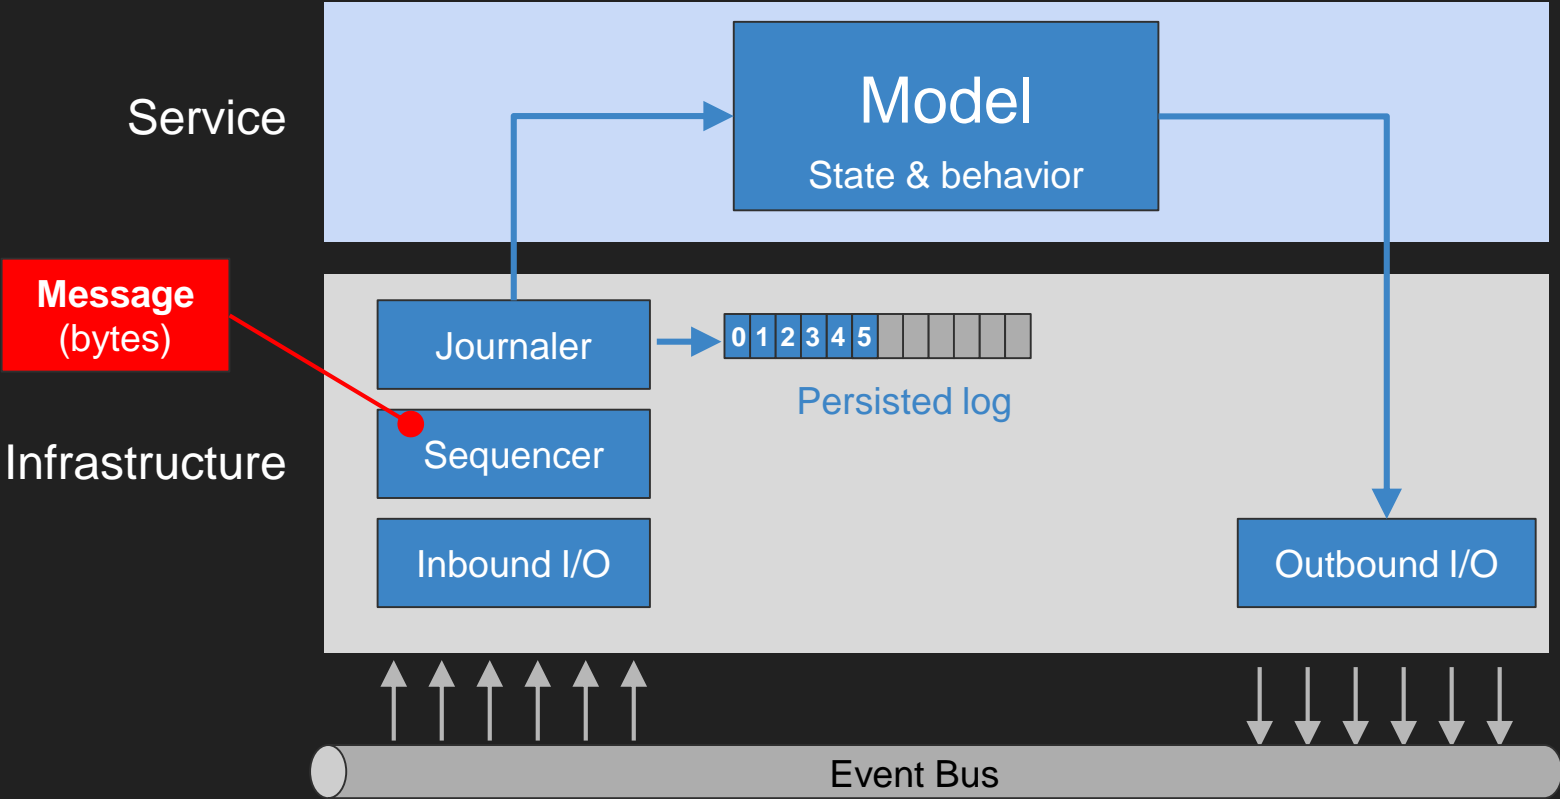 Service
Model
State & behavior
Message
(bytes)
Journaler
0 1 2 3 4 5
Persisted log
Infrastructure
Sequencer
Inbound I/O
Outbound I/O
Event Bus